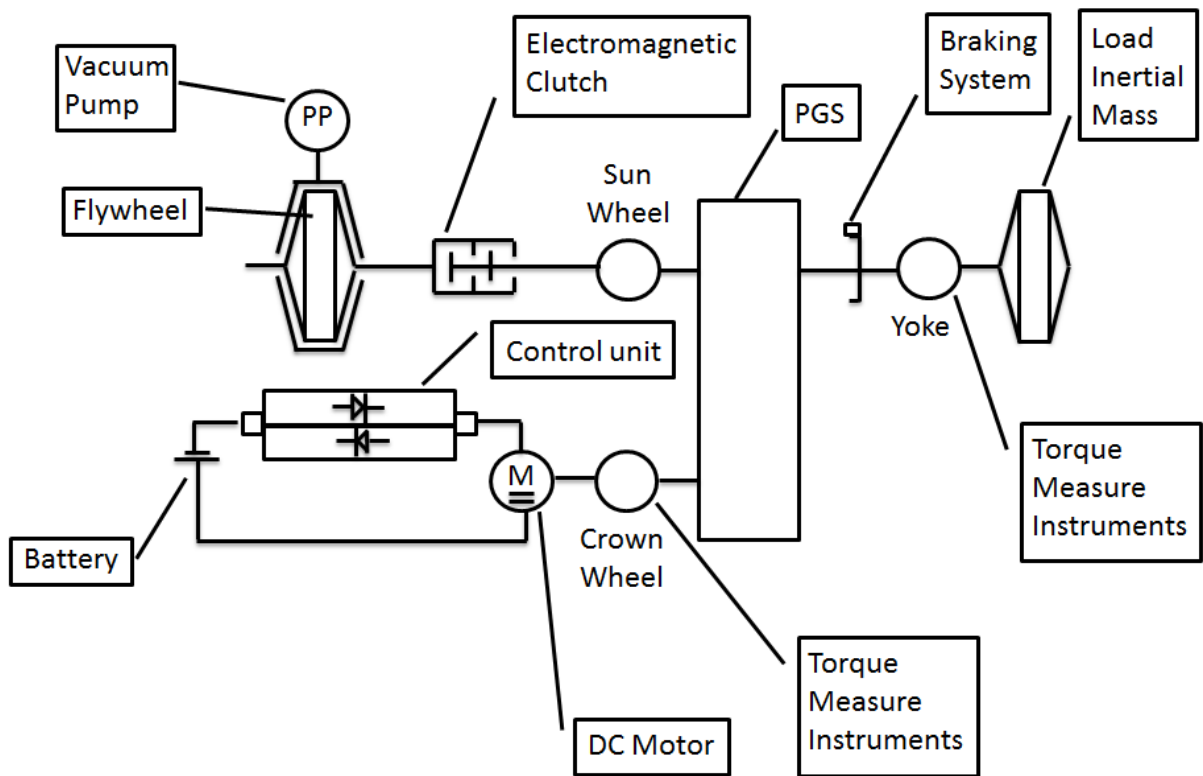 Vacuum
Pump
Electromagnetic
Clutch
Braking
System
Load
Inertial
Mass
PP
PGS
Sun
Wheel
Flywheel
Yoke
Control unit
M
Battery
Crown
Wheel
Torque
Measure
Instruments
Torque
Measure
Instruments
DC Motor